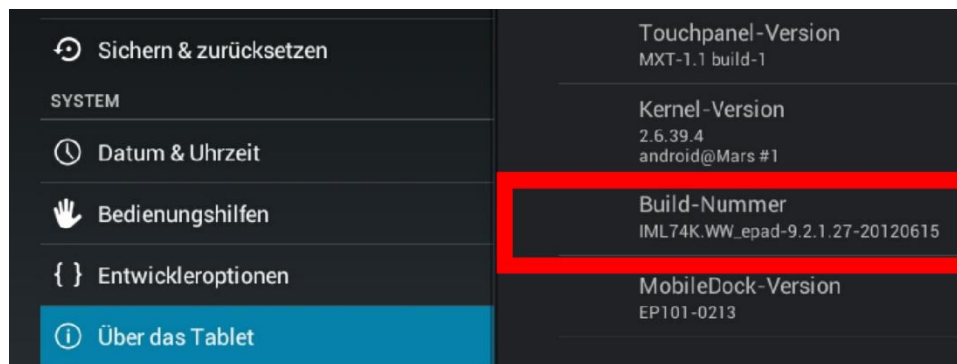 Sichern & zurücksetzen
SYSTEM
Datum & Uhrzeit
Bedienungshilfen
{ } Entwickleroptionen
Über das Tablet
Touchpanel-Version
MXT-1.1 build-1
Kernel-Version
2.6.39.4
android@Mars #1
Build-Nummer
IML74K.WW_epad-9.2.1.27-20120615
MobileDock-Version
EP101-0213